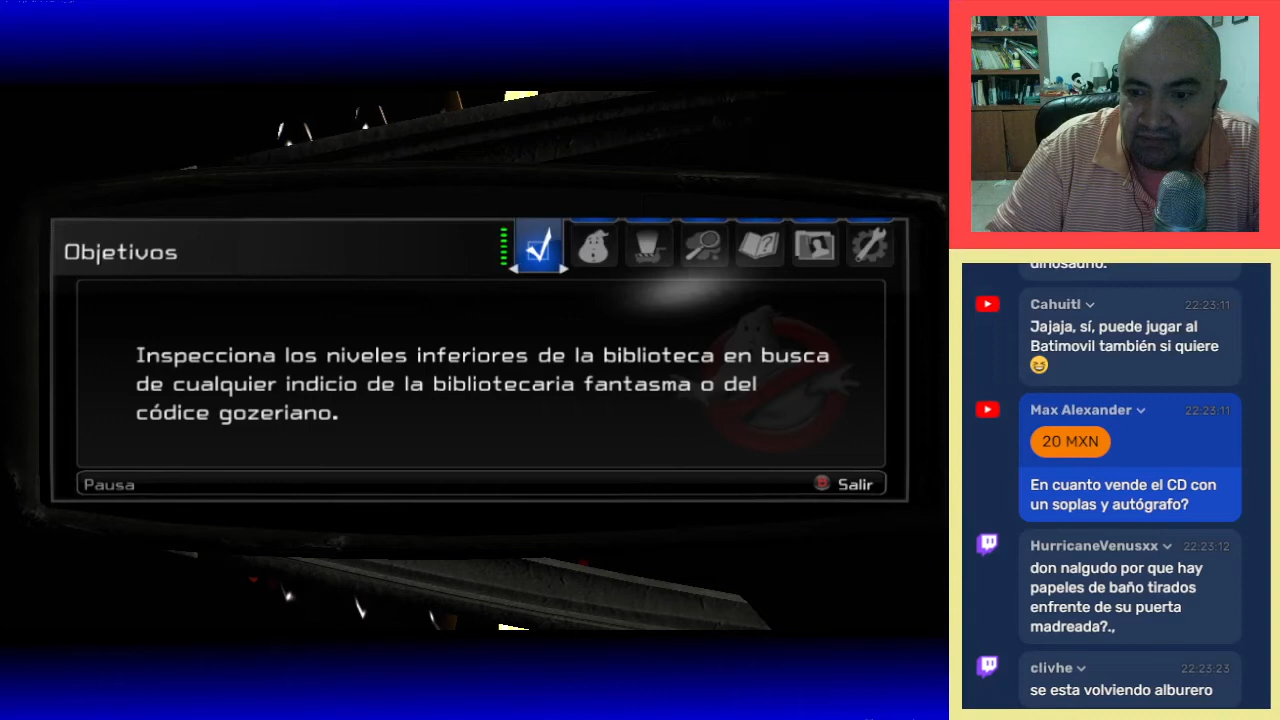 Objetivos
Inspecciona los niveles inferiores de la biblioteca en busca
de cualquier indicio de la bibliotecaria fantasma o del
códice gozeriano.
Pausa
Salir
dinosaurio.
Cahuitl
22:23:11
Jajaja, sí, puede jugar al
Batimovil también si quiere
Max Alexander
22:23:11
20 MXN
En cuanto vende el CD con
un soplas y autógrafo?
HurricaneVenusxx
22:23:12
don nalgudo por que hay
papeles de baño tirados
enfrente de su puerta
madreada?.,
clivhe
22:23:23
se esta volviendo alburero